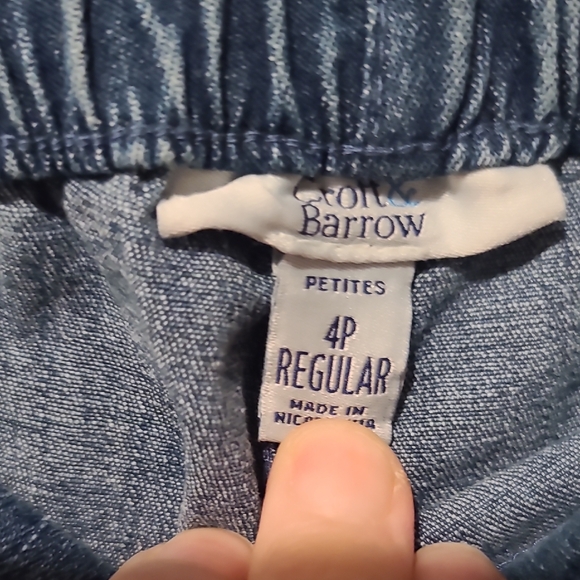 Croft &
Barrow
PETITES
4P
REGULAR
MADE IN